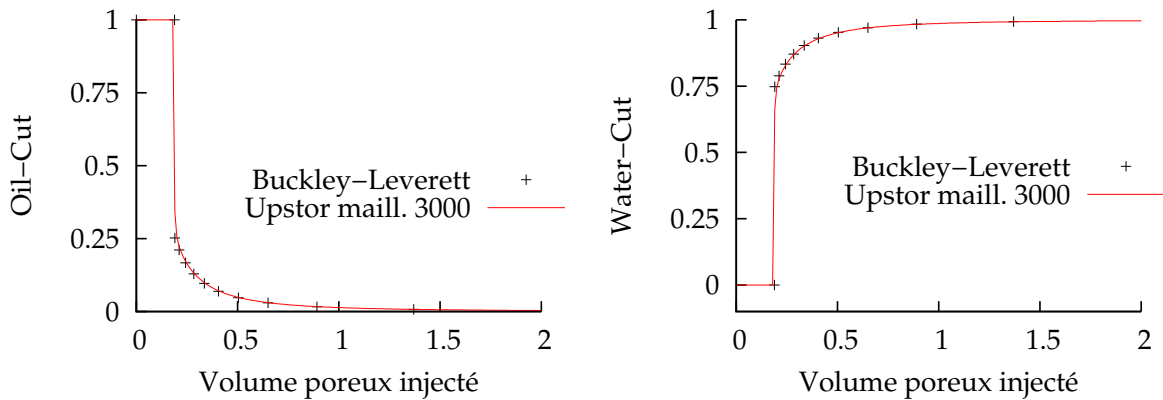 1
0.75
0.5
0.25
0
0
0.5
1
1.5
2
Oil−Cut
Volume poreux injecté
Buckley−Leverett
Upstor maill. 3000
1
0.75
0.5
0.25
0
0
0.5
1
1.5
2
Water−Cut
Volume poreux injecté
Buckley−Leverett
Upstor maill. 3000